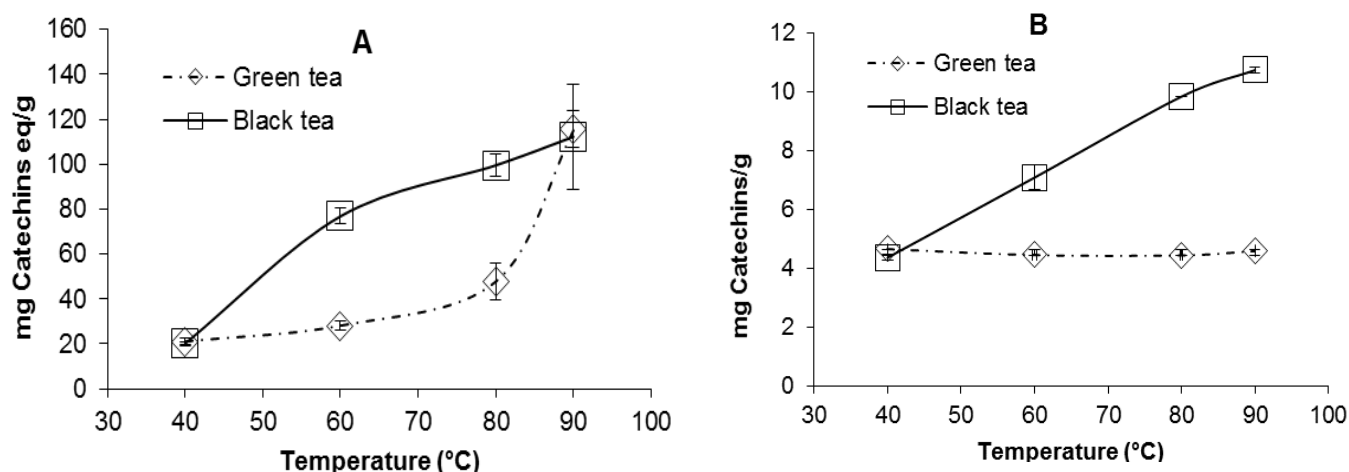 A
Green tea
Black tea
160
140
120
100
80
60
40
20
0
mg Catechins eq/g
30 40 50 60 70 80 90 100
Temperature (°C)
B
Green tea
Black tea
12
10
8
6
4
2
0
mg Catechins/g
30 40 50 60 70 80 90 100
Temperature (°C)